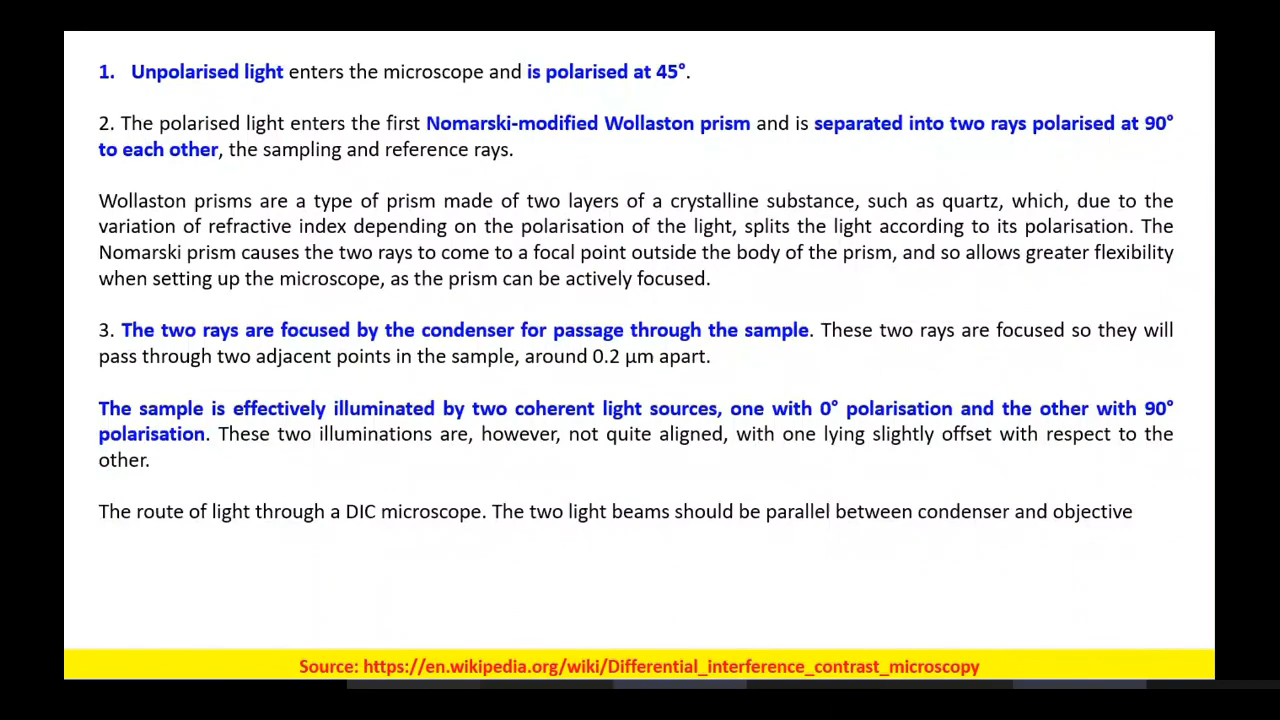 1. Unpolarised light enters the microscope and is polarised at 45°.
2. The polarised light enters the first Nomarski-modified Wollaston prism and is separated into two rays polarised at 90°
to each other, the sampling and reference rays.
Wollaston prisms are a type of prism made of two layers of a crystalline substance, such as quartz, which, due to the
variation of refractive index depending on the polarisation of the light, splits the light according to its polarisation. The
Nomarski prism causes the two rays to come to a focal point outside the body of the prism, and so allows greater flexibility
when setting up the microscope, as the prism can be actively focused.
3. The two rays are focused by the condenser for passage through the sample. These two rays are focused so they will
pass through two adjacent points in the sample, around 0.2 μm apart.
The sample is effectively illuminated by two coherent light sources, one with 0° polarisation and the other with 90°
polarisation. These two illuminations are, however, not quite aligned, with one lying slightly offset with respect to the
other.
The route of light through a DIC microscope. The two light beams should be parallel between condenser and objective
Source: https://en.wikipedia.org/wiki/Differential_interference_contrast_microscopy